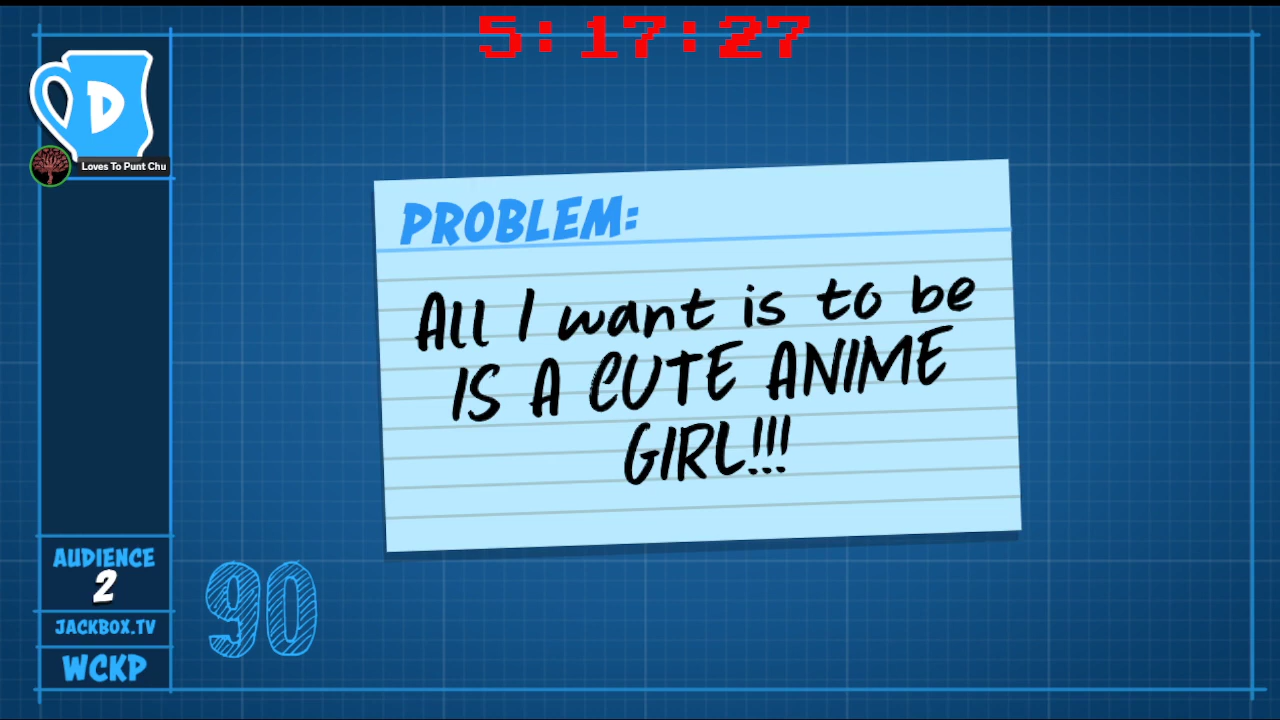 5:17:27
D
Loves To Punt Chu
PROBLEM:
All I want is to be
IS A CUTE ANIME
GIRL!!!
AUDIENCE
2
JACKBOX.TV
WCKP
90